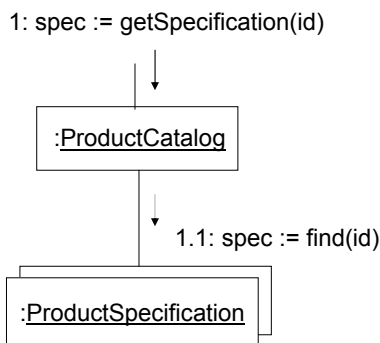 1: spec := getSpecification(id)
:ProductCatalog
1.1: spec := find(id)
:ProductSpecification